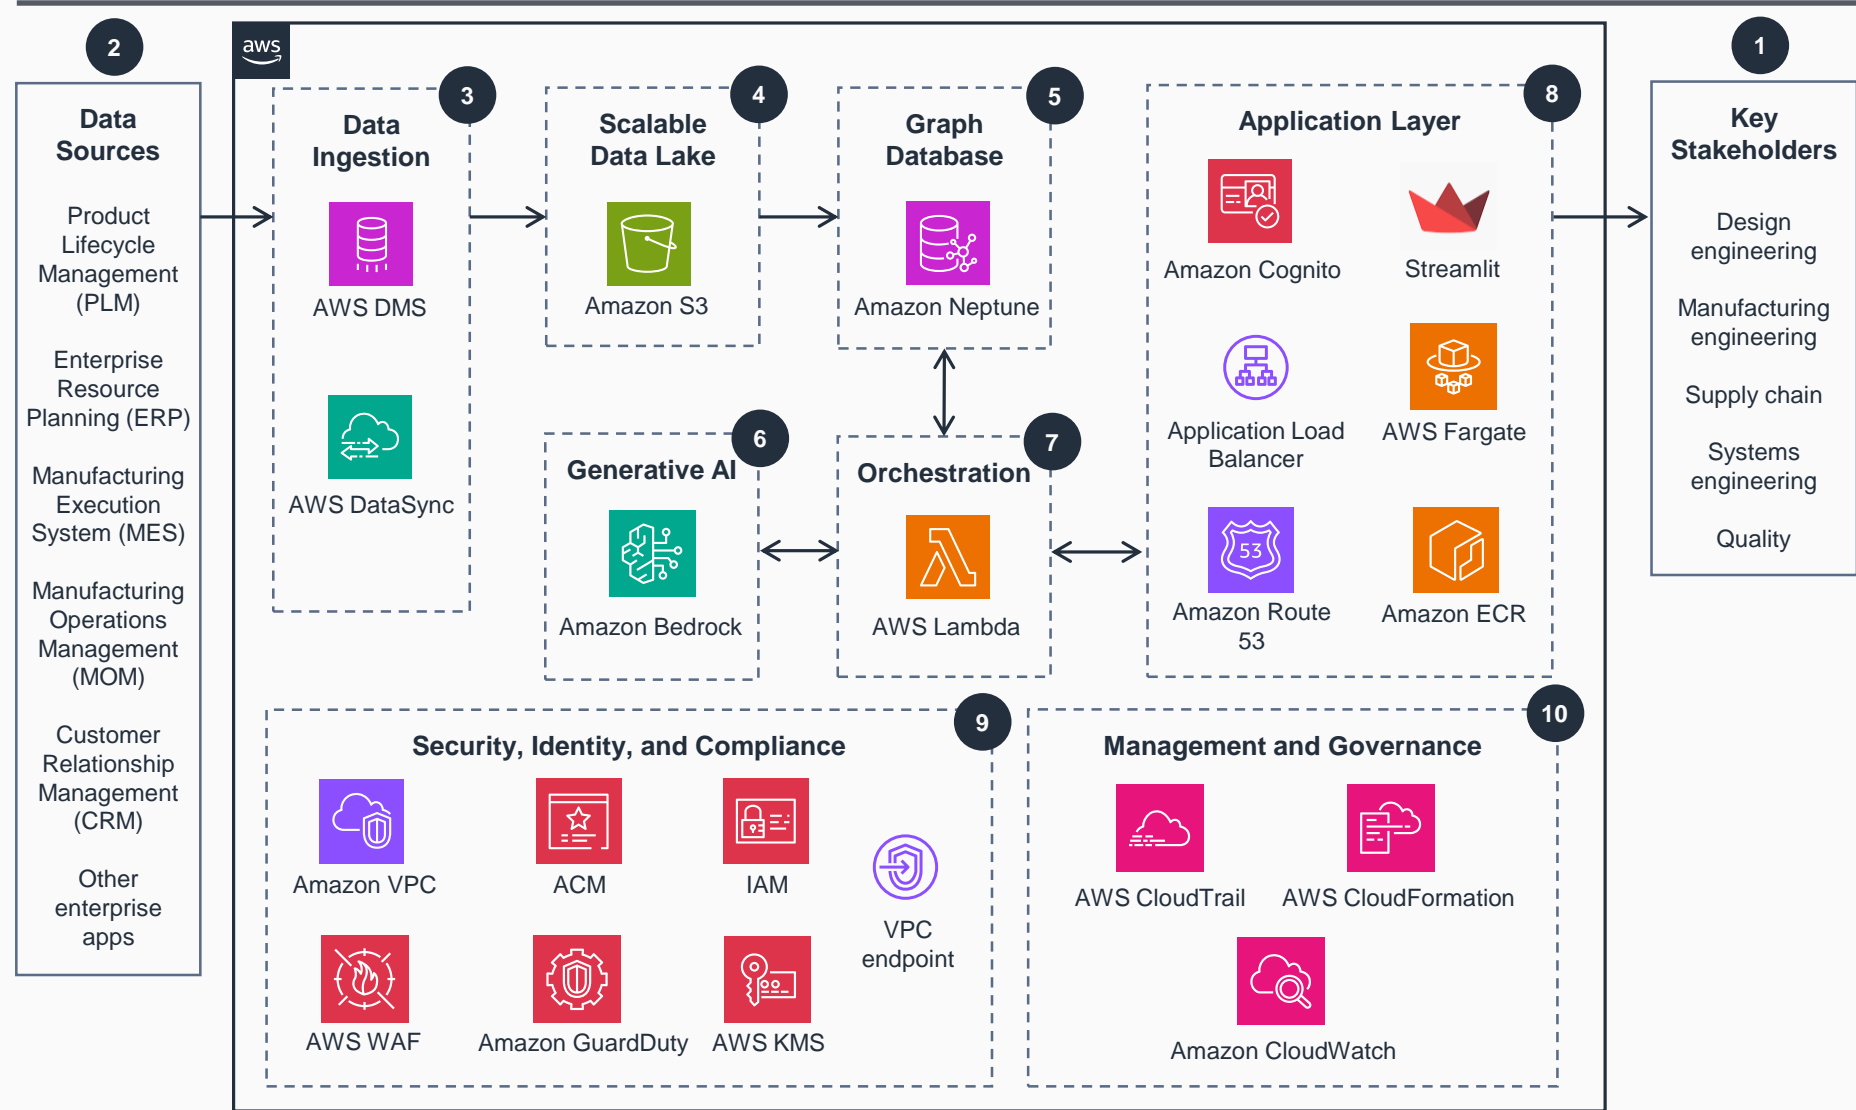 2
Data
Sources
Product
Lifecycle
Management
(PLM)
Enterprise
Resource
Planning (ERP)
Manufacturing
Execution
System (MES)
Manufacturing
Operations
Management
(MOM)
Customer
Relationship
Management
(CRM)
Other
enterprise
apps
aws
3
Data
Ingestion
AWS DMS
AWS DataSync
4
Scalable
Data Lake
Amazon S3
5
Graph
Database
Amazon Neptune
6
Generative AI
Amazon Bedrock
7
Orchestration
AWS Lambda
8
Application Layer
Amazon Cognito
Streamlit
Application Load
Balancer
AWS Fargate
53
Amazon Route
53
Amazon ECR
1
Key
Stakeholders
Design
engineering
Manufacturing
engineering
Supply chain
Systems
engineering
Quality
9
Security, Identity, and Compliance
Amazon VPC
ACM
IAM
VPC
endpoint
AWS WAF
Amazon GuardDuty
AWS KMS
10
Management and Governance
AWS CloudTrail
AWS CloudFormation
Amazon CloudWatch